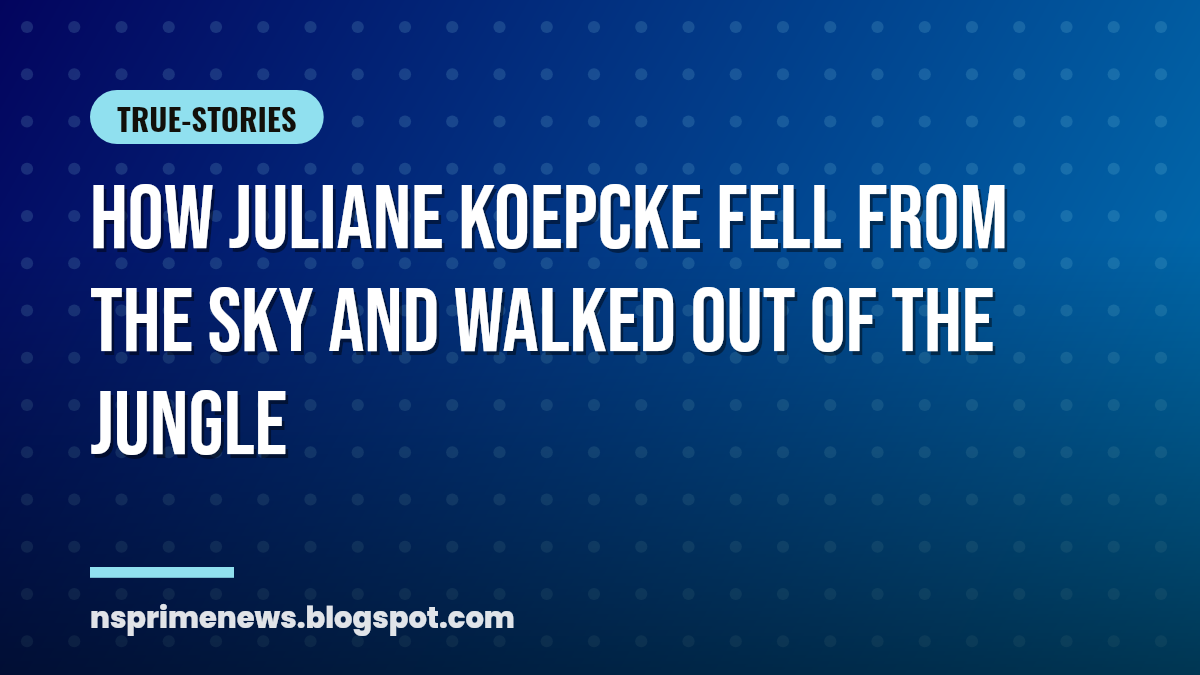 TRUE-STORIES
HOW JULIANE KOEPCKE FELL FROM
THE SKY AND WALKED OUT OF THE
JUNGLE
nsprimenews.blogspot.com